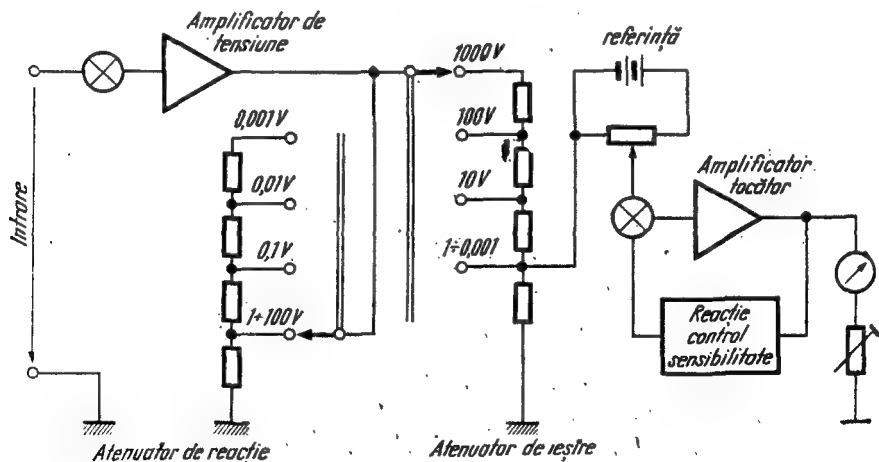 Amplificator de
tensiune
Intrare
0,001V
0,01V
0,1V
1÷100V
Atenuator de reacție
1000V
100V
10V
1÷0,001
Atenuator de ieștre
referință
Amplificator
tocător
Reacție
control
sensibilitate